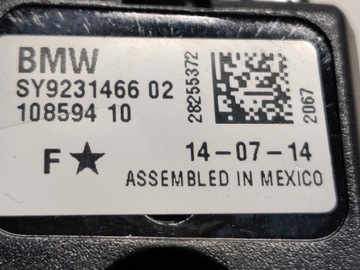 BMW
SY9231466 02
108594 10
28255372
2067
F★
14-07-14
ASSEMBLED IN MEXICO